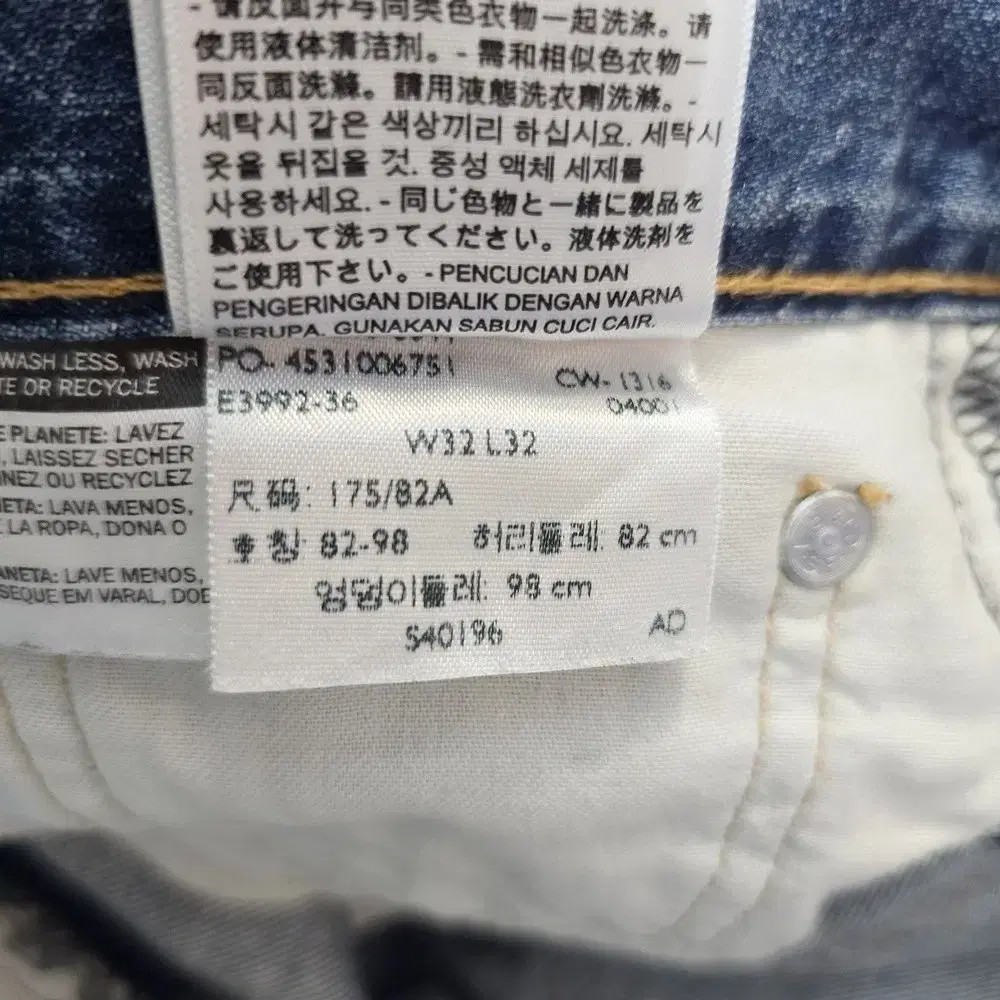 - 请反面并与同类色衣物一起洗涤。请
使用液体清洁剂。- 需和相似色衣物一
同反面洗滌。請用液態洗衣劑洗滌。-
세탁시 같은 색상끼리 하십시요. 세탁시
옷을 뒤집을 것. 중성 액체 세제를
사용하세요. - 同じ色物と一緒に製品を
裏返して洗ってください。液体洗剤を
ご使用下さい。- PENCUCIAN DAN
PENGERINGAN DIBALIK DENGAN WARNA
SERUPA. GUNAKAN SABUN CUCI CAIR.
WASH LESS, WASH
TE OR RECYCLE
E PLANETE: LAVEZ
, LAISSEZ SECHER
NEZ OU RECYCLEZ
ETA: LAVA MENOS,
LA ROPA, DONA O
ANETA: LAVE MENOS,
SEQUE EM VARAL, DOE
PO- 4531006751
CW- 1316
E3992-36
04001
W32 L32
尺码: 175/82A
호칭: 82-98 허리둘레: 82 cm
엉덩이둘레: 98 cm
S40196 AD